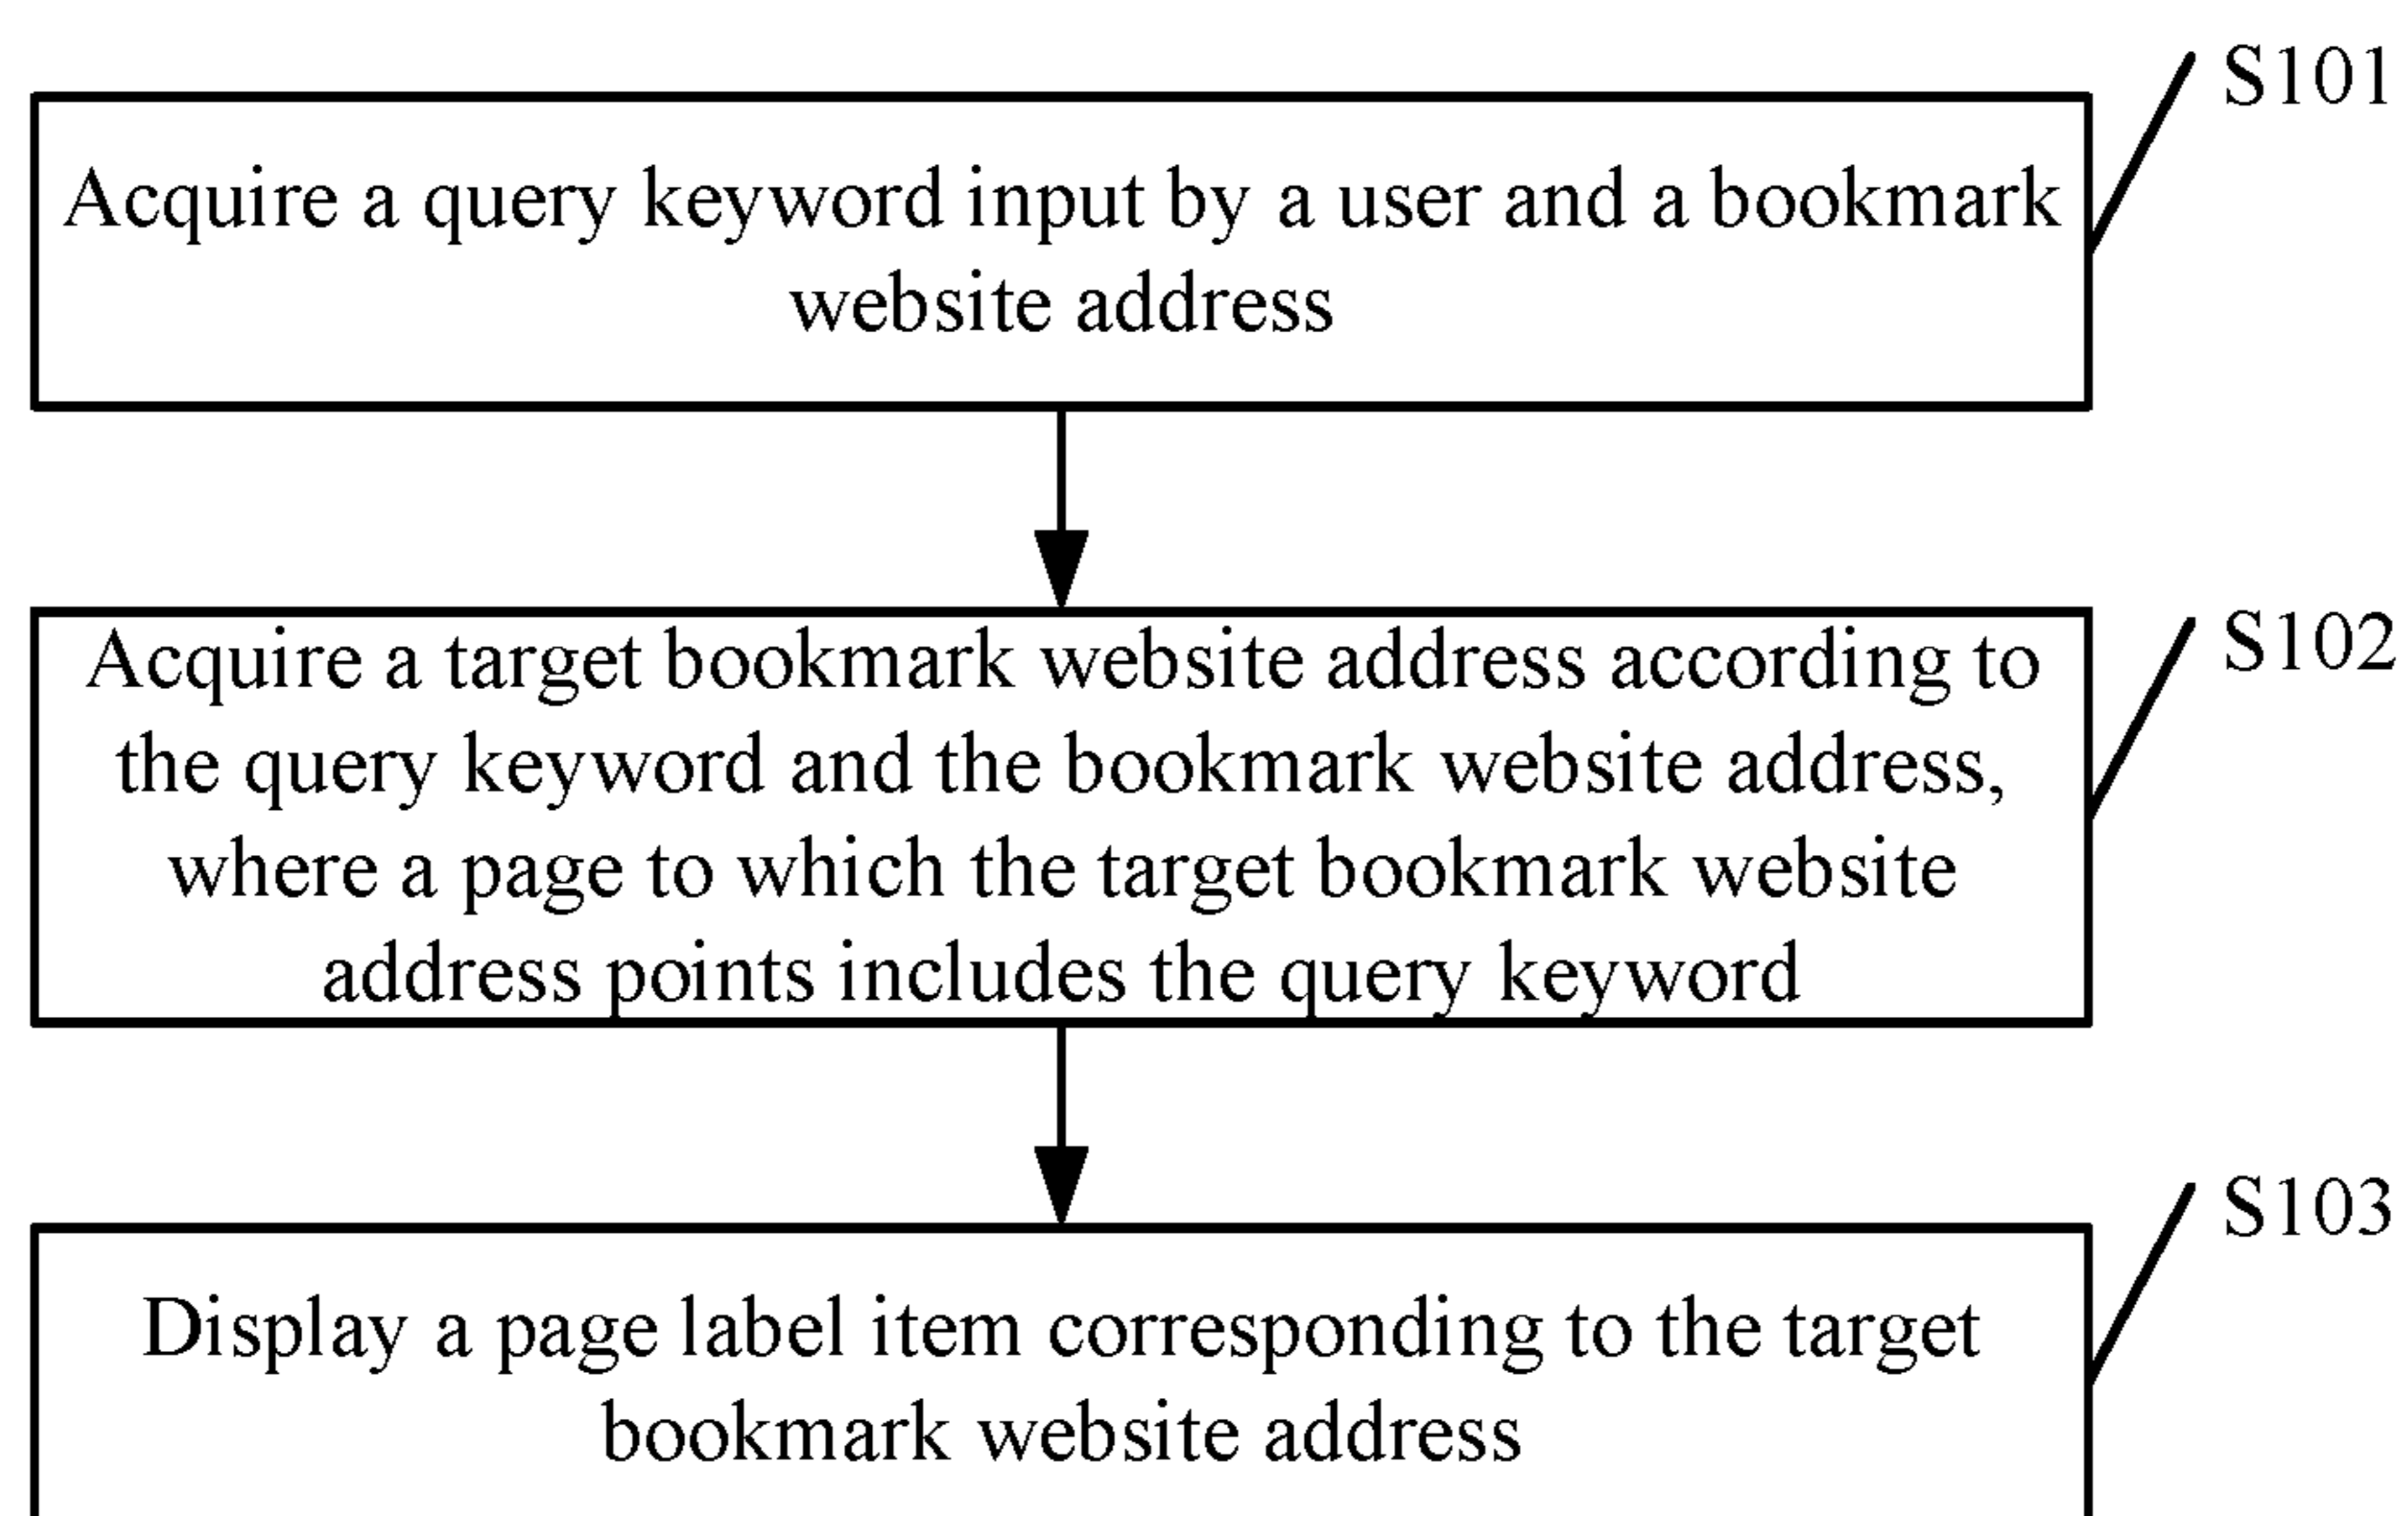 S101
Acquire a query keyword input by a user and a bookmark
website address
S102
Acquire a target bookmark website address according to
the query keyword and the bookmark website address,
where a page to which the target bookmark website
address points includes the query keyword
S103
Display a page label item corresponding to the target
bookmark website address